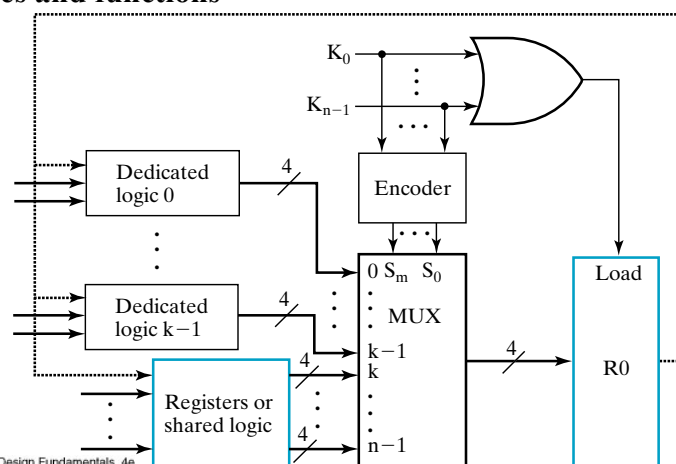 es and functions
K0
Kn−1
Dedicated
logic 0
4
Encoder
0 Sm S0
MUX
Load
Dedicated
logic k−1
4
k−1
k
4
4
R0
Registers or
shared logic
4
n−1
Design Fundamentals, 4e